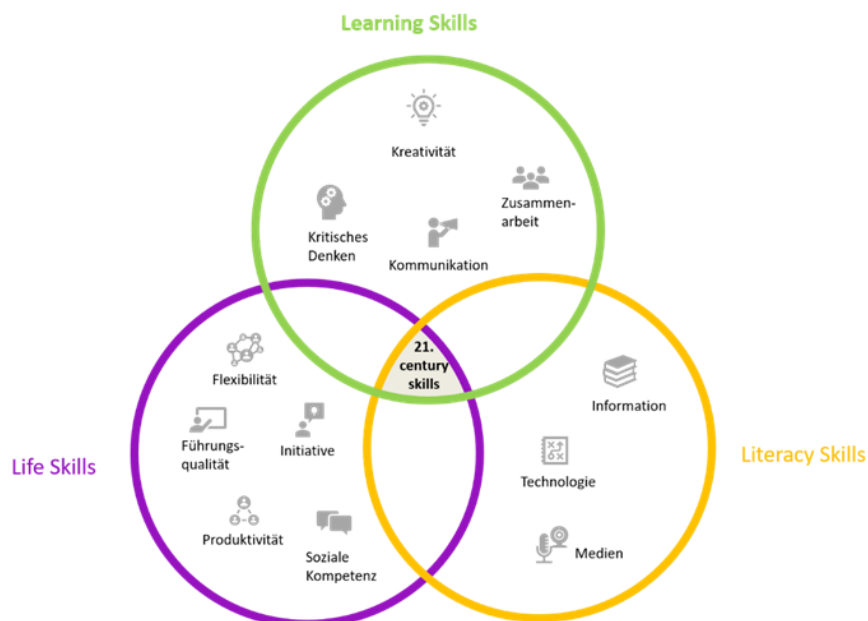 Learning Skills
Kreativität
Zusammen-
arbeit
Kritisches
Denken
Kommunikation
21.
century
skills
Flexibilität
Führungs-
qualität
Initiative
Produktivität
Soziale
Kompetenz
Life Skills
Information
Technologie
Medien
Literacy Skills